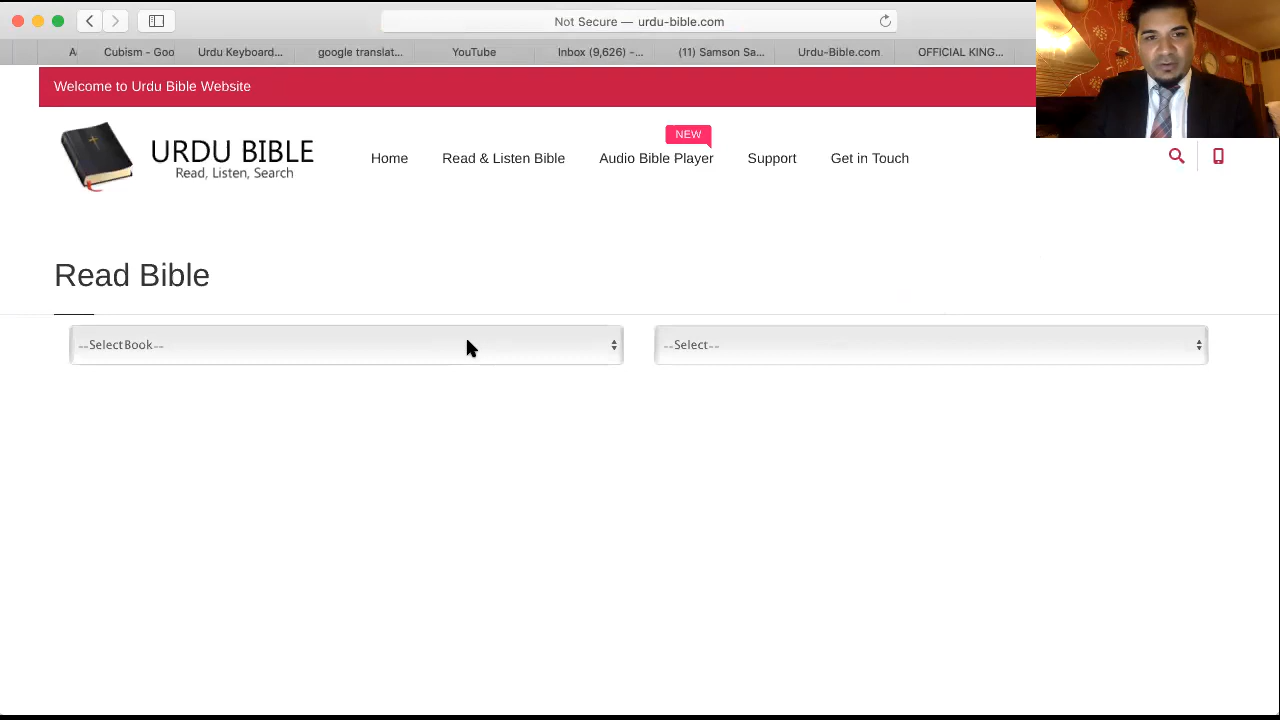 Not Secure — urdu-bible.com
Cubism - Goo
Urdu Keyboard...
google translat...
YouTube
Inbox (9,626) -...
(11) Samson Sa...
Urdu-Bible.com
OFFICIAL KING...
Welcome to Urdu Bible Website
NEW
URDU BIBLE
Read, Listen, Search
Home
Read & Listen Bible
Audio Bible Player
Support
Get in Touch
Read Bible
--Select Book--
--Select--